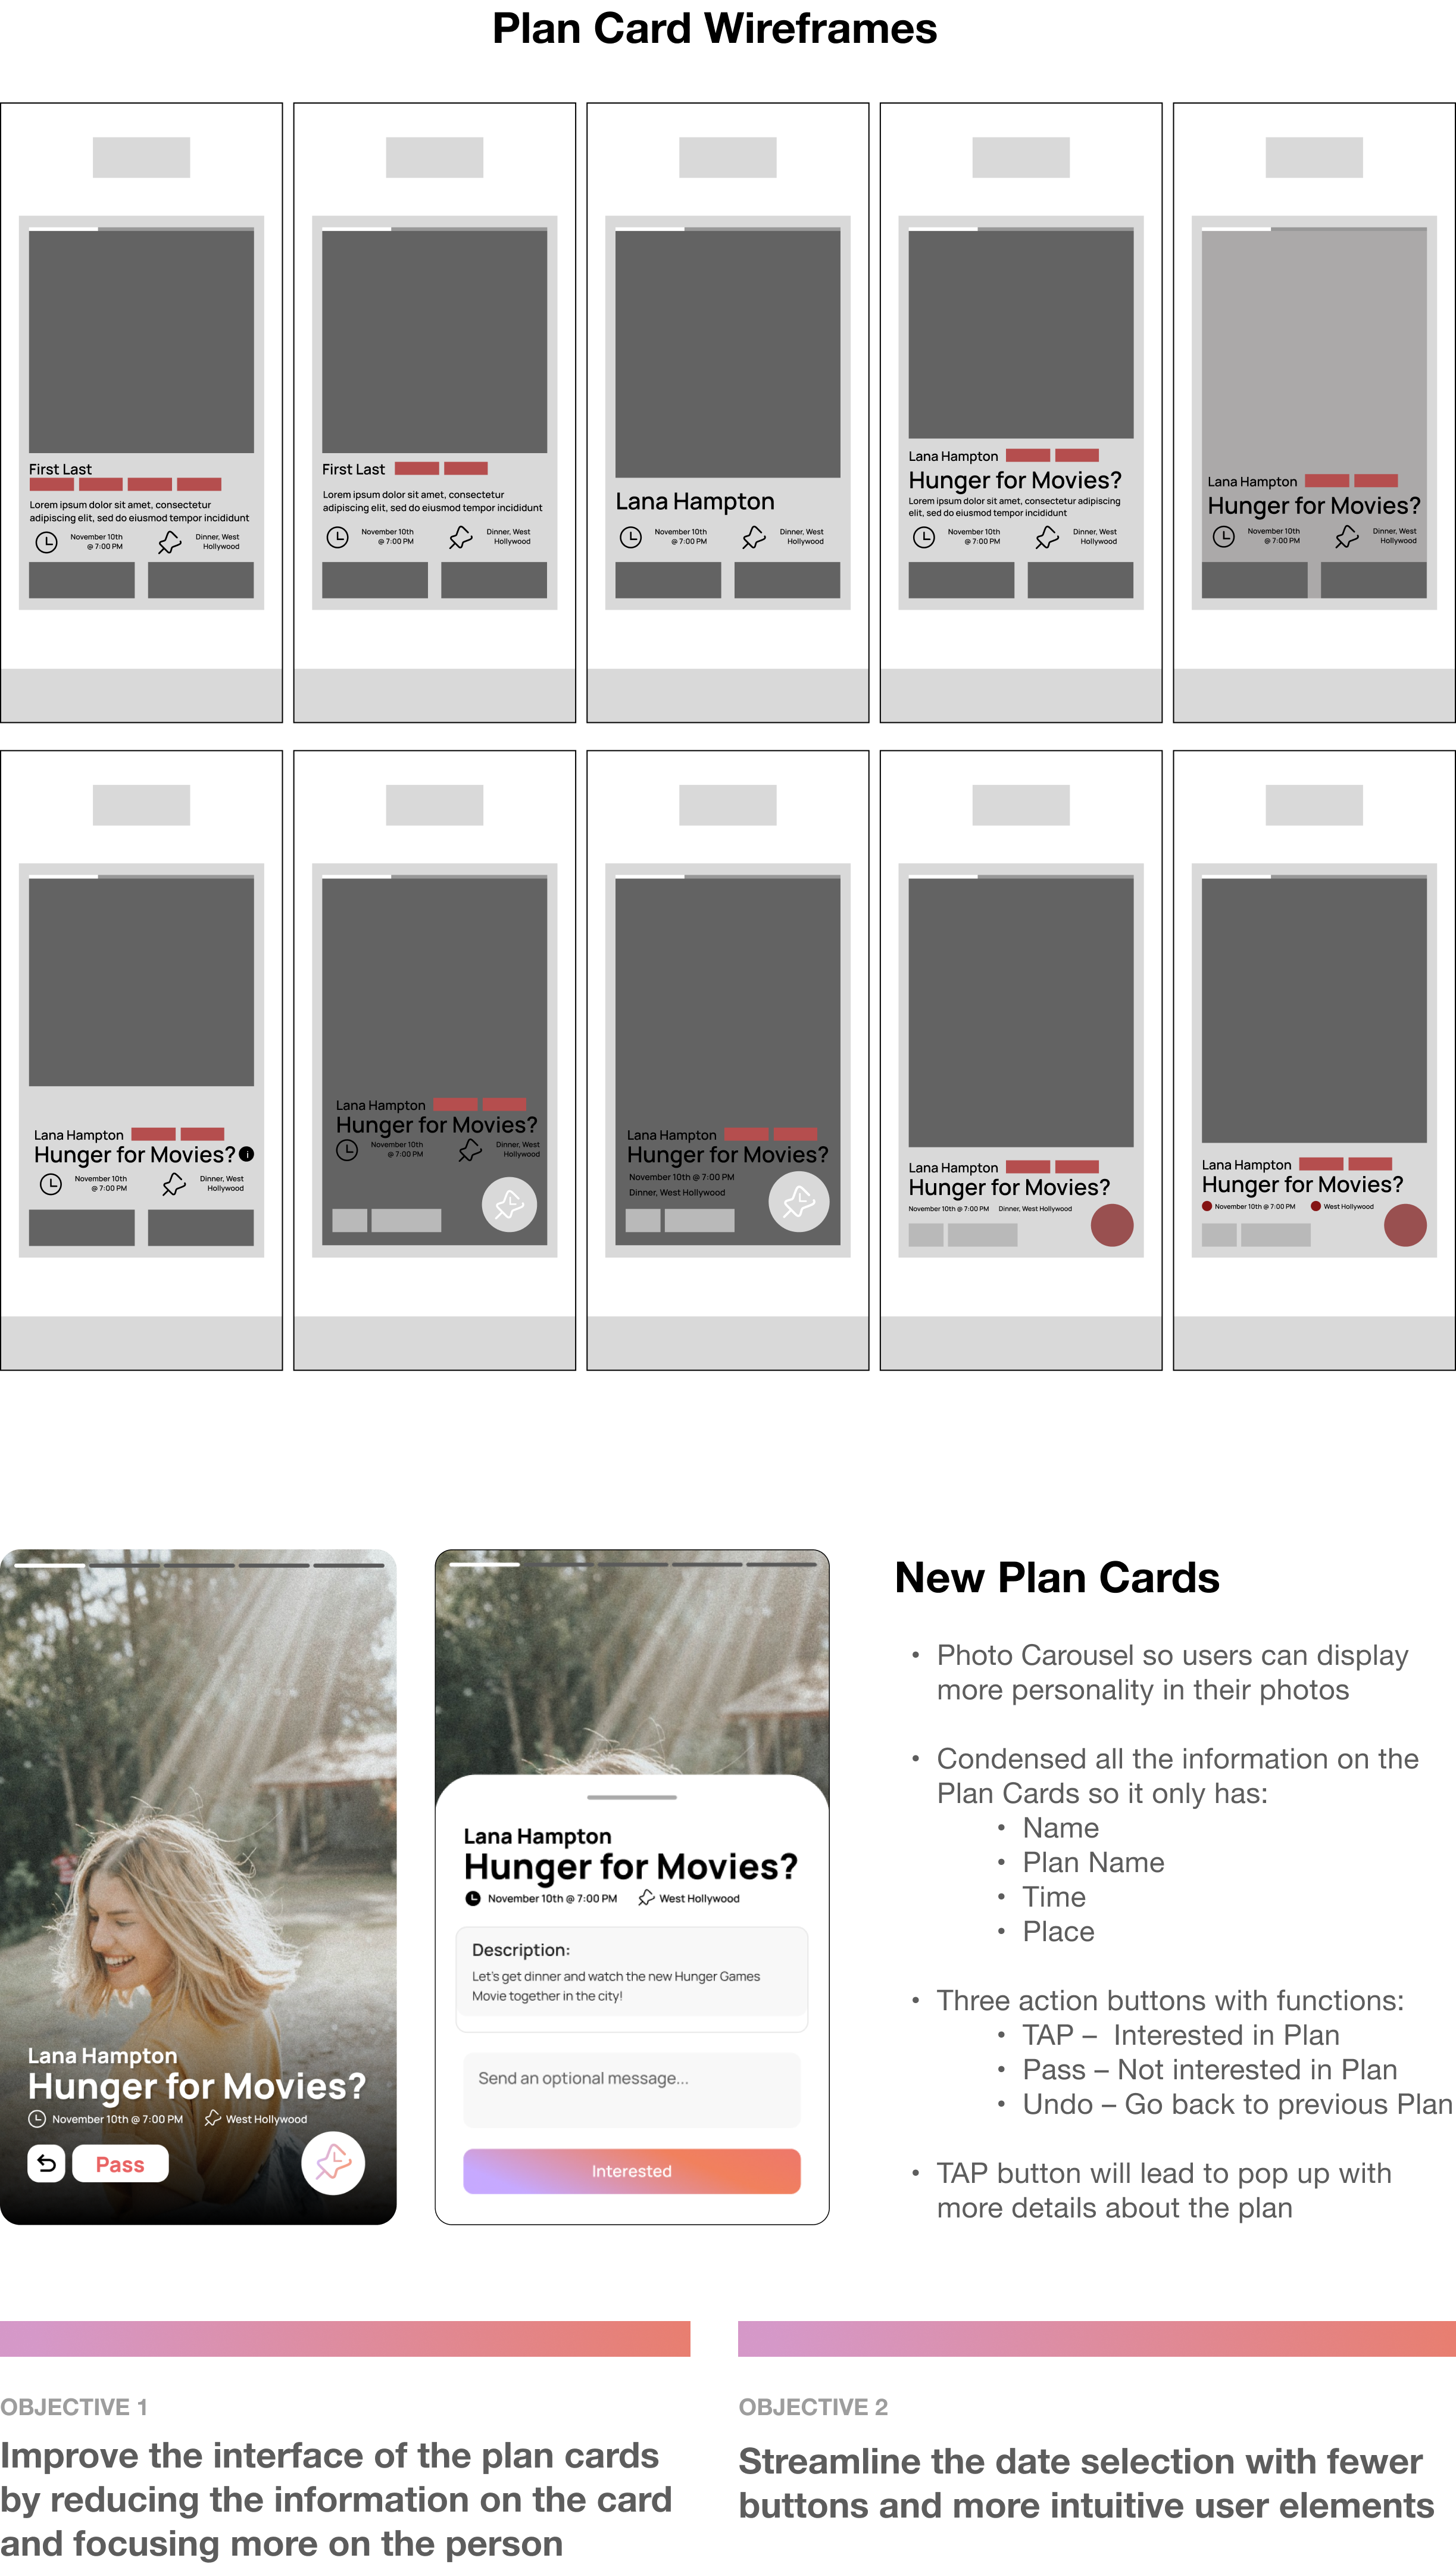 Plan Card Wireframes
First Last
Lorem ipsum dolor sit amet, consectetur
adipiscing elit, sed do eiusmod tempor incididunt
November 10th
@ 7:00 PM
Dinner, West
Hollywood
First Last
Lorem ipsum dolor sit amet, consectetur
adipiscing elit, sed do eiusmod tempor incididunt
November 10th
@ 7:00 PM
Dinner, West
Hollywood
Lana Hampton
November 10th
@ 7:00 PM
Dinner, West
Hollywood
Lana Hampton
Hunger for Movies?
Lorem ipsum dolor sit amet, consectetur adipiscing
elit, sed do eiusmod tempor incididunt
November 10th
@ 7:00 PM
Dinner, West
Hollywood
Lana Hampton
Hunger for Movies?
November 10th
@ 7:00 PM
Dinner, West
Hollywood
Lana Hampton
Hunger for Movies? i
November 10th
@ 7:00 PM
Dinner, West
Hollywood
Lana Hampton
Hunger for Movies?
November 10th
@ 7:00 PM
Dinner, West
Hollywood
Lana Hampton
Hunger for Movies?
November 10th @ 7:00 PM
Dinner, West Hollywood
Lana Hampton
Hunger for Movies?
November 10th @ 7:00 PM Dinner, West Hollywood
Lana Hampton
Hunger for Movies?
November 10th @ 7:00 PM West Hollywood
Lana Hampton
Hunger for Movies?
November 10th @ 7:00 PM West Hollywood
Pass
Lana Hampton
Hunger for Movies?
November 10th @ 7:00 PM West Hollywood
Description:
Let's get dinner and watch the new Hunger Games
Movie together in the city!
Send an optional message...
Interested
New Plan Cards
• Photo Carousel so users can display
more personality in their photos
• Condensed all the information on the
Plan Cards so it only has:
• Name
• Plan Name
• Time
• Place
• Three action buttons with functions:
• TAP – Interested in Plan
• Pass – Not interested in Plan
• Undo – Go back to previous Plan
• TAP button will lead to pop up with
more details about the plan
OBJECTIVE 1
Improve the interface of the plan cards
by reducing the information on the card
and focusing more on the person
OBJECTIVE 2
Streamline the date selection with fewer
buttons and more intuitive user elements